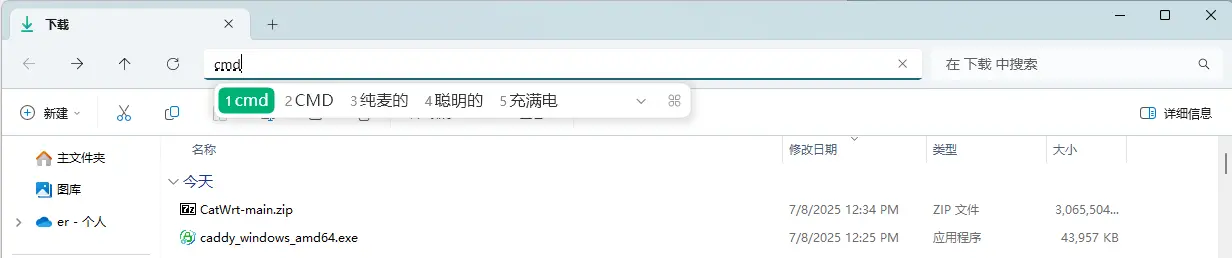 下载
cmd
在 下载 中搜索
1 cmd 2 CMD 3 纯麦的 4 聪明的 5 充满电
新建
详细信息
主文件夹
图库
er - 个人
名称 修改日期 类型 大小
今天
CatWrt-main.zip 7/8/2025 12:34 PM ZIP 文件 3,065,504...
caddy_windows_amd64.exe 7/8/2025 12:25 PM 应用程序 43,957 KB